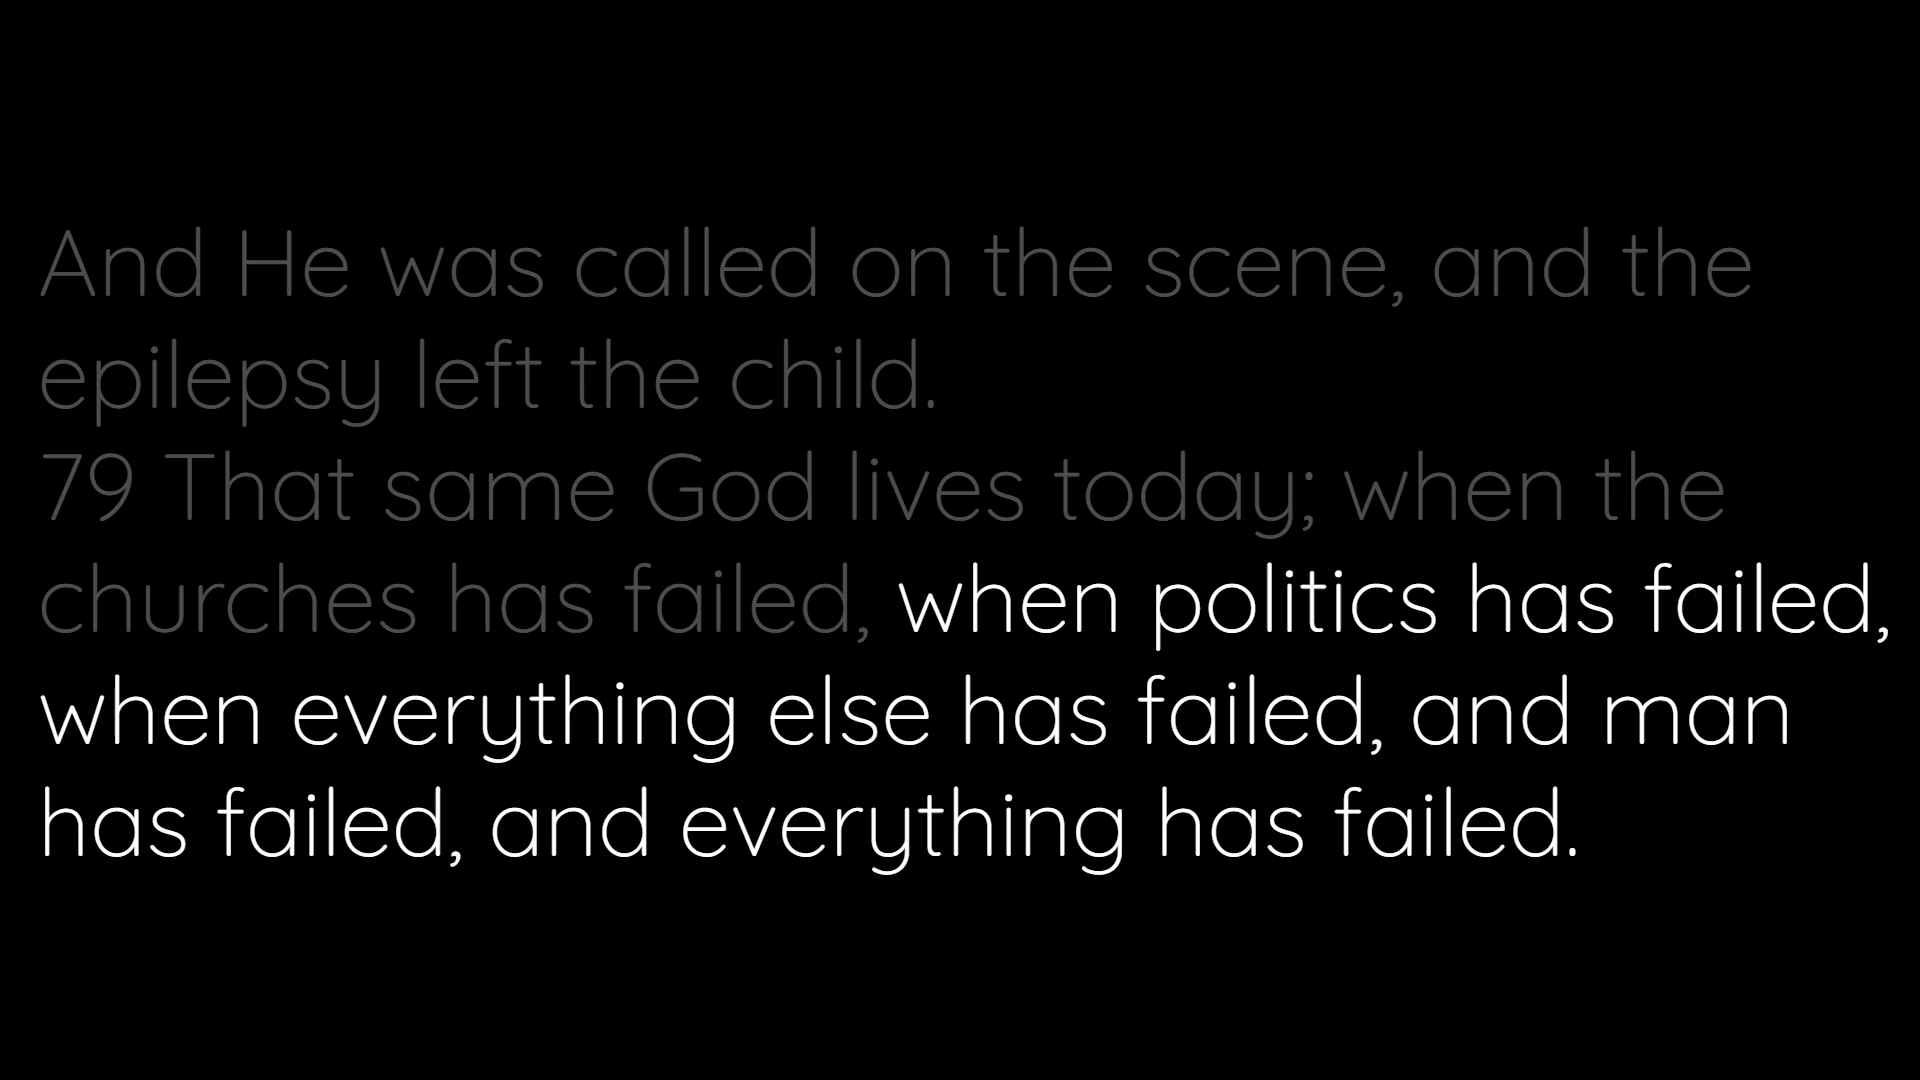 And He was called on the scene, and the
epilepsy left the child.
79 That same God lives today; when the
churches has failed, when politics has failed,
when everything else has failed, and man
has failed, and everything has failed.